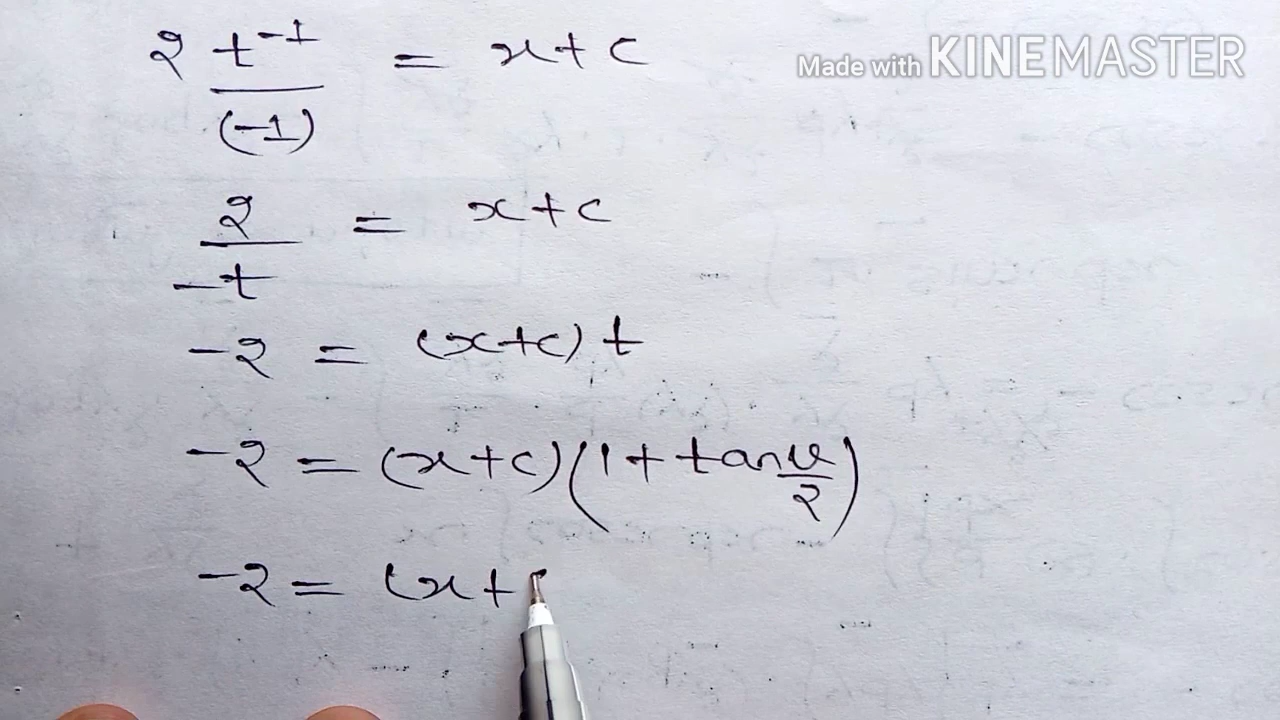 2 t^-1 / (-1) = x+c
Made with KINEMASTER
2 / -t = x+c
-2 = (x+c) t
-2 = (x+c)(1 + tan v/2)
-2 = (x+